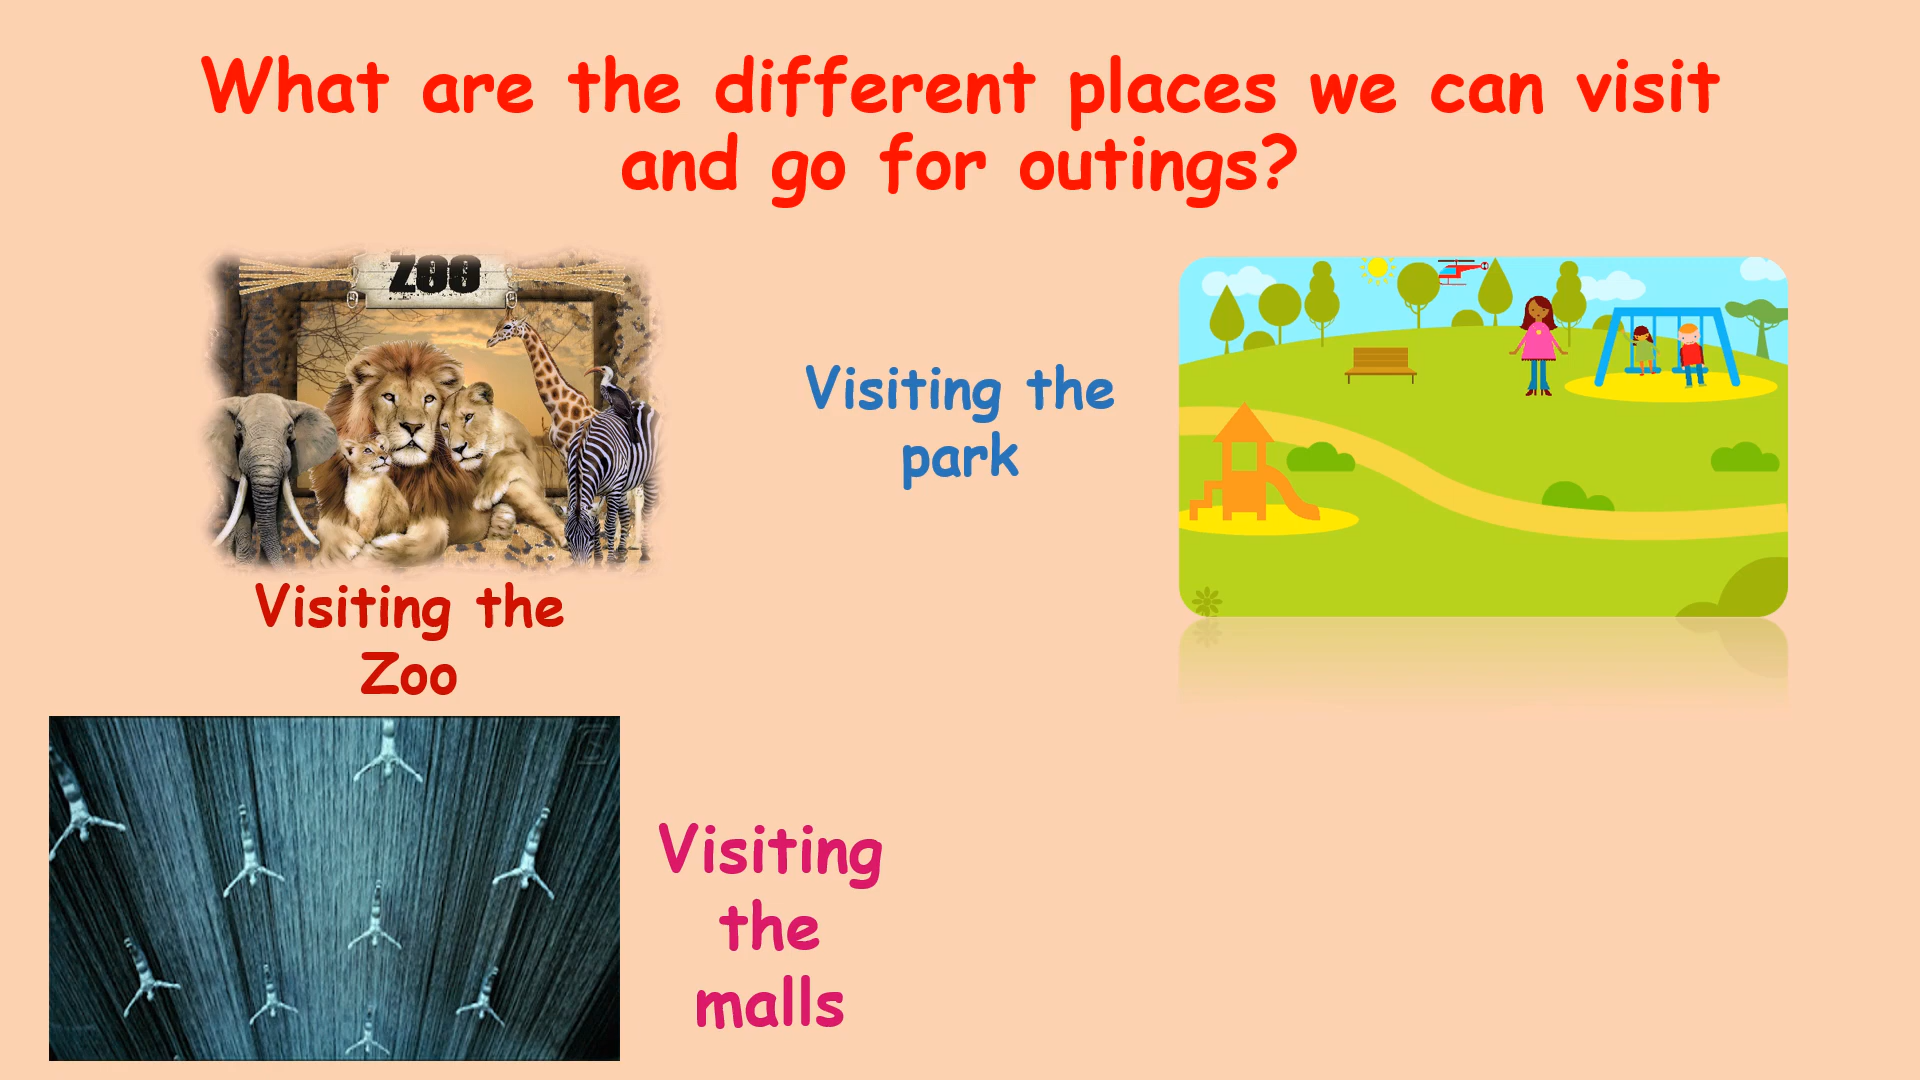 What are the different places we can visit
and go for outings?
ZOO
Visiting the
park
Visiting the
Zoo
Visiting
the
malls